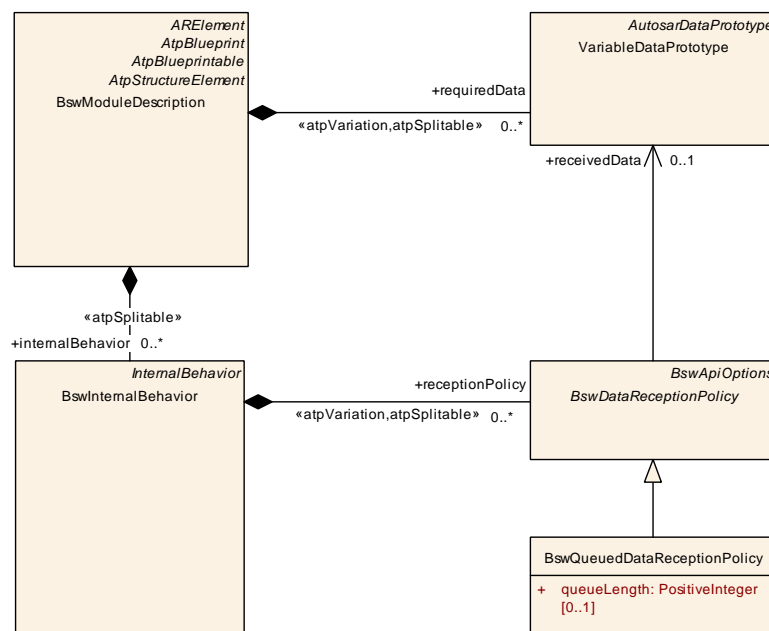 ARElement
AtpBlueprint
AtpBlueprintable
AtpStructureElement
BswModuleDescription
AutosarDataPrototype
VariableDataPrototype
+requiredData
«atpVariation,atpSplitable» 0..*
+receivedData 0..1
«atpSplitable»
+internalBehavior 0..*
InternalBehavior
BswInternalBehavior
+receptionPolicy
«atpVariation,atpSplitable» 0..*
BswApiOptions
BswDataReceptionPolicy
BswQueuedDataReceptionPolicy
+ queueLength: PositiveInteger
[0..1]